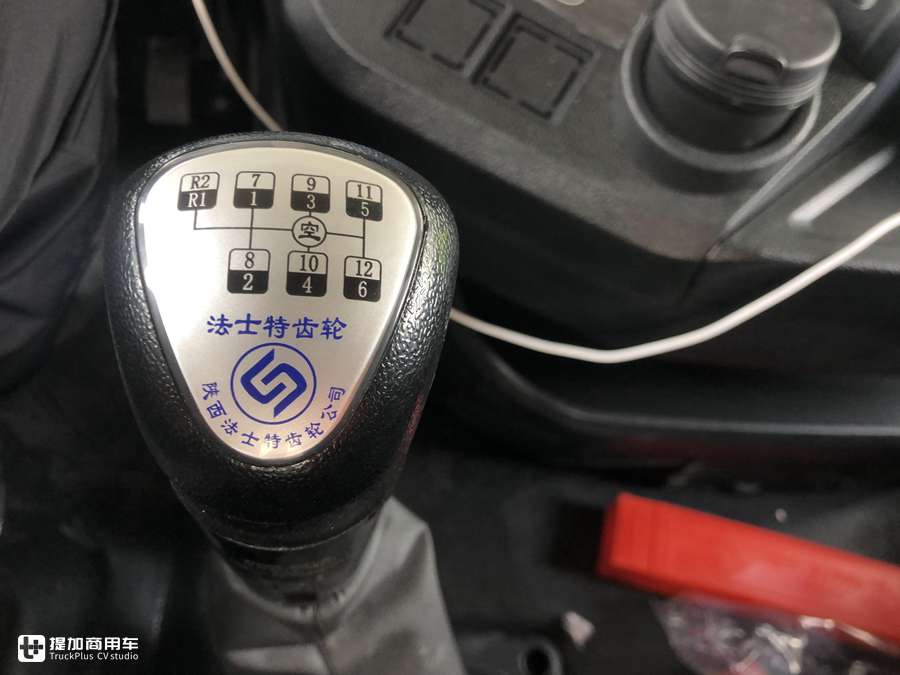 R2 7 9 11
R1 1 3 5
空
8 10 12
2 4 6
法士特齿轮
陕西法士特齿轮公司
提加商用车
TruckPlus CV studio